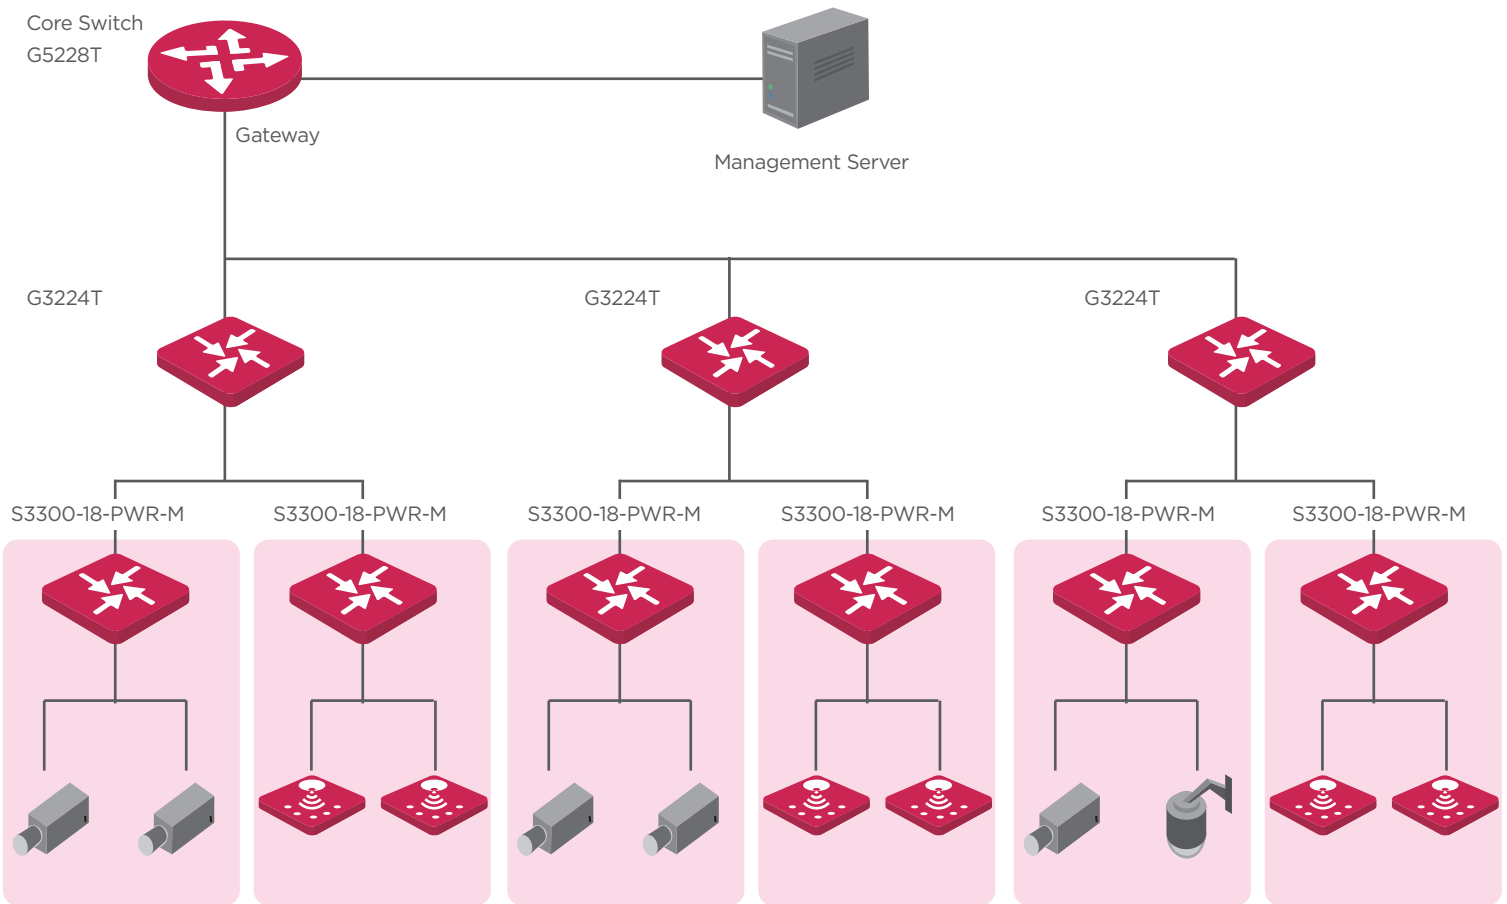 Core Switch
G5228T
Gateway
Management Server
G3224T
G3224T
G3224T
S3300-18-PWR-M
S3300-18-PWR-M
S3300-18-PWR-M
S3300-18-PWR-M
S3300-18-PWR-M
S3300-18-PWR-M